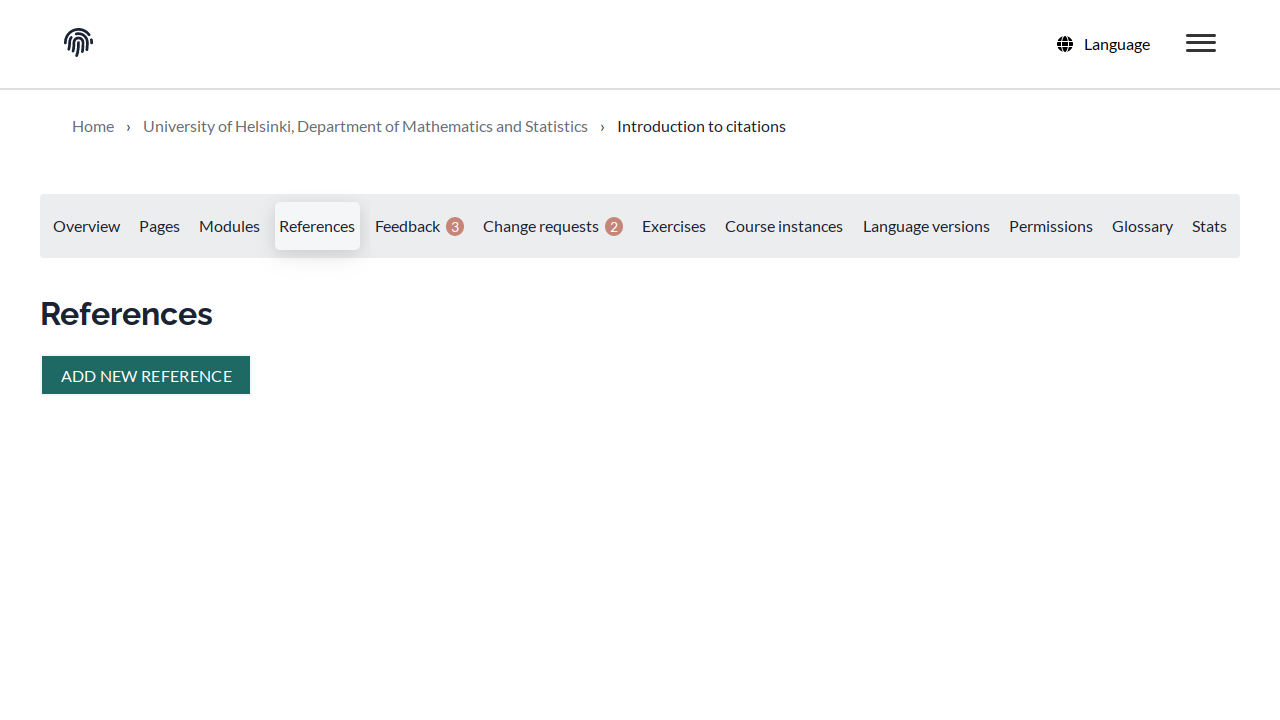 Language
Home › University of Helsinki, Department of Mathematics and Statistics › Introduction to citations
Overview Pages Modules References Feedback 3 Change requests 2 Exercises Course instances Language versions Permissions Glossary Stats
References
ADD NEW REFERENCE